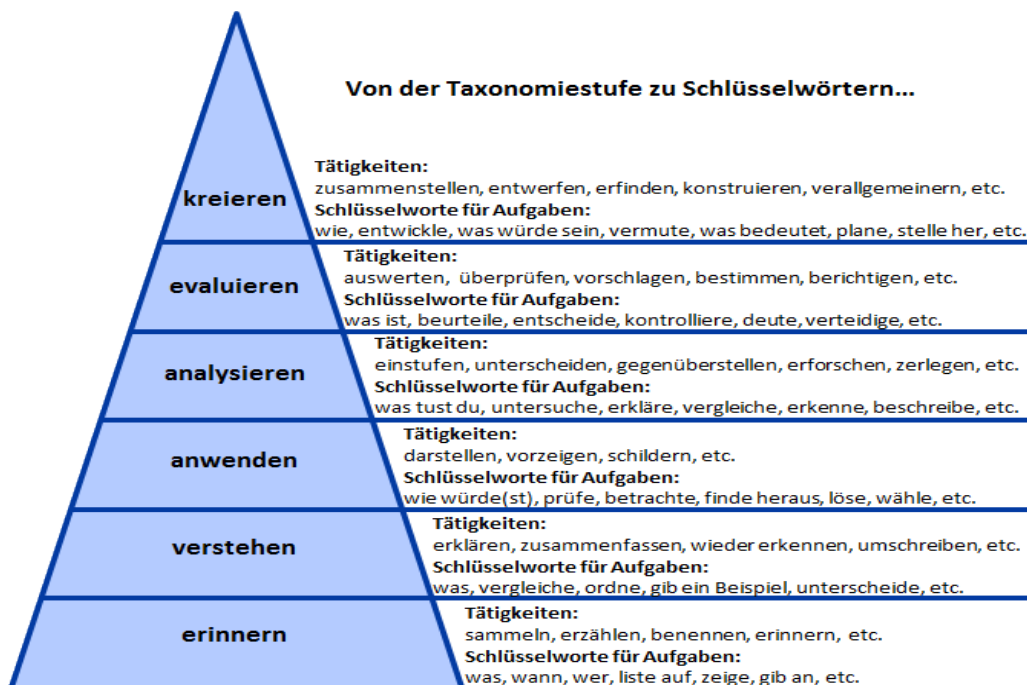 Von der Taxonomiestufe zu Schlüsselwörtern...
kreieren
Tätigkeiten:
zusammenstellen, entwerfen, erfinden, konstruieren, verallgemeinern, etc.
Schlüsselworte für Aufgaben:
wie, entwickle, was würde sein, vermute, was bedeutet, plane, stelle her, etc.
evaluieren
Tätigkeiten:
auswerten, überprüfen, vorschlagen, bestimmen, berichtigen, etc.
Schlüsselworte für Aufgaben:
was ist, beurteile, entscheide, kontrolliere, deute, verteidige, etc.
analysieren
Tätigkeiten:
einstufen, unterscheiden, gegenüberstellen, erforschen, zerlegen, etc.
Schlüsselworte für Aufgaben:
was tust du, untersuche, erkläre, vergleiche, erkenne, beschreibe, etc.
anwenden
Tätigkeiten:
darstellen, vorzeigen, schildern, etc.
Schlüsselworte für Aufgaben:
wie würde(st), prüfe, betrachte, finde heraus, löse, wähle, etc.
verstehen
Tätigkeiten:
erklären, zusammenfassen, wieder erkennen, umschreiben, etc.
Schlüsselworte für Aufgaben:
was, vergleiche, ordne, gib ein Beispiel, unterscheide, etc.
erinnern
Tätigkeiten:
sammeln, erzählen, benennen, erinnern, etc.
Schlüsselworte für Aufgaben:
was, wann, wer, liste auf, zeige, gib an, etc.